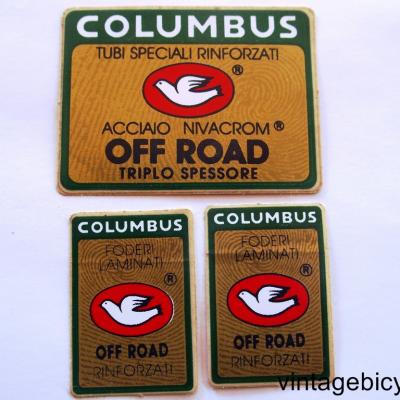 COLUMBUS
TUBI SPECIALI RINFORZATI
®
ACCIAIO NIVACROM®
OFF ROAD
TRIPLO SPESSORE
COLUMBUS
FODERI
LAMINATI
®
OFF ROAD
RINFORZATI
COLUMBUS
FODERI
LAMINATI
®
OFF ROAD
RINFORZATI
vintagebicy